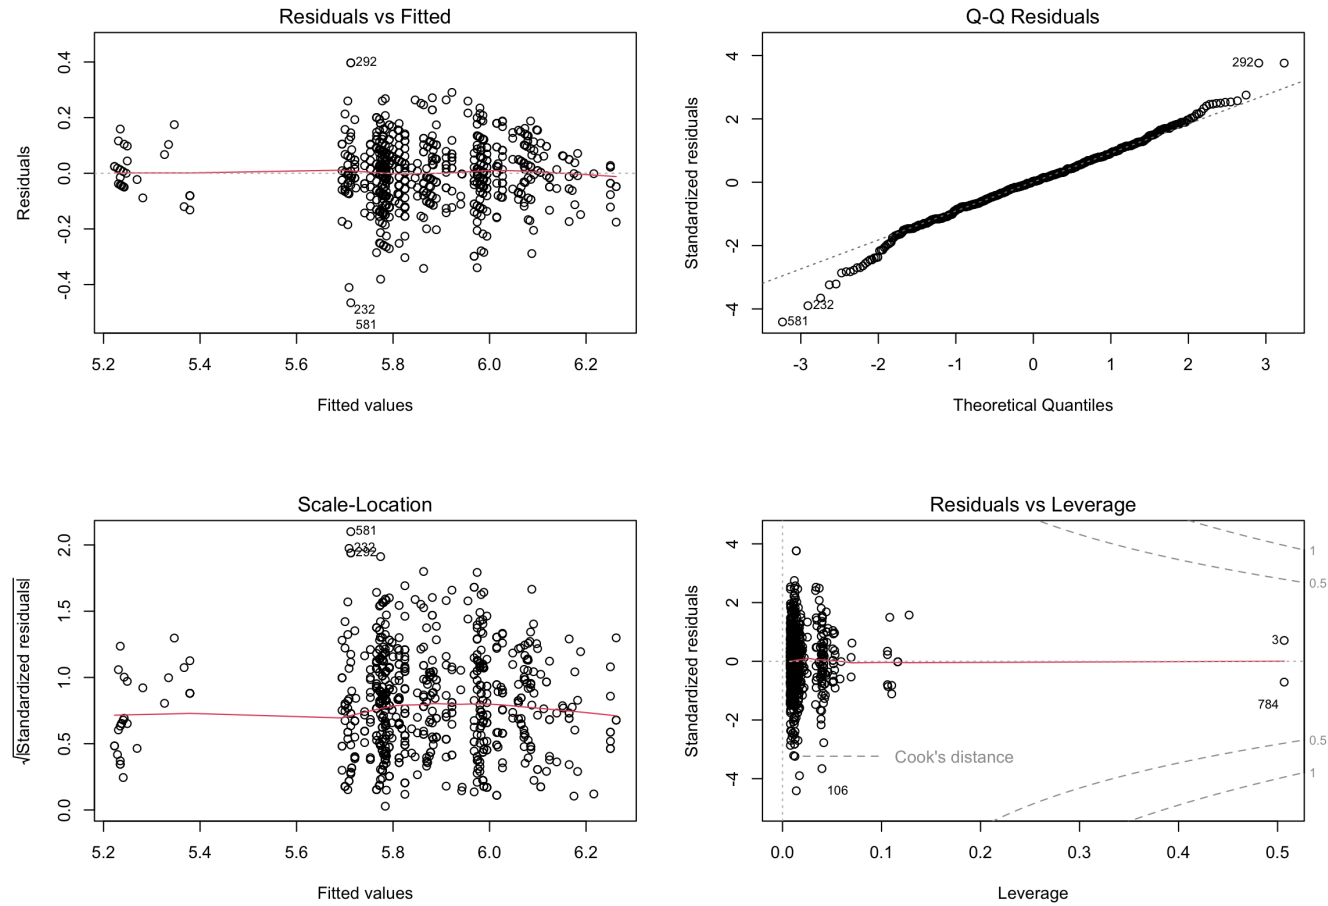 Residuals vs Fitted
Residuals
0.4
0.2
0.0
-0.2
-0.4
292
232
581
5.2 5.4 5.6 5.8 6.0 6.2
Fitted values
Q-Q Residuals
Standardized residuals
4
2
0
-2
-4
292
232
581
-3 -2 -1 0 1 2 3
Theoretical Quantiles
Scale-Location
√|Standardized residuals|
2.0
1.5
1.0
0.5
0.0
581
232
292
5.2 5.4 5.6 5.8 6.0 6.2
Fitted values
Residuals vs Leverage
Standardized residuals
4
2
0
-2
-4
1
0.5
3
784
0.5
1
Cook's distance
106
0.0 0.1 0.2 0.3 0.4 0.5
Leverage